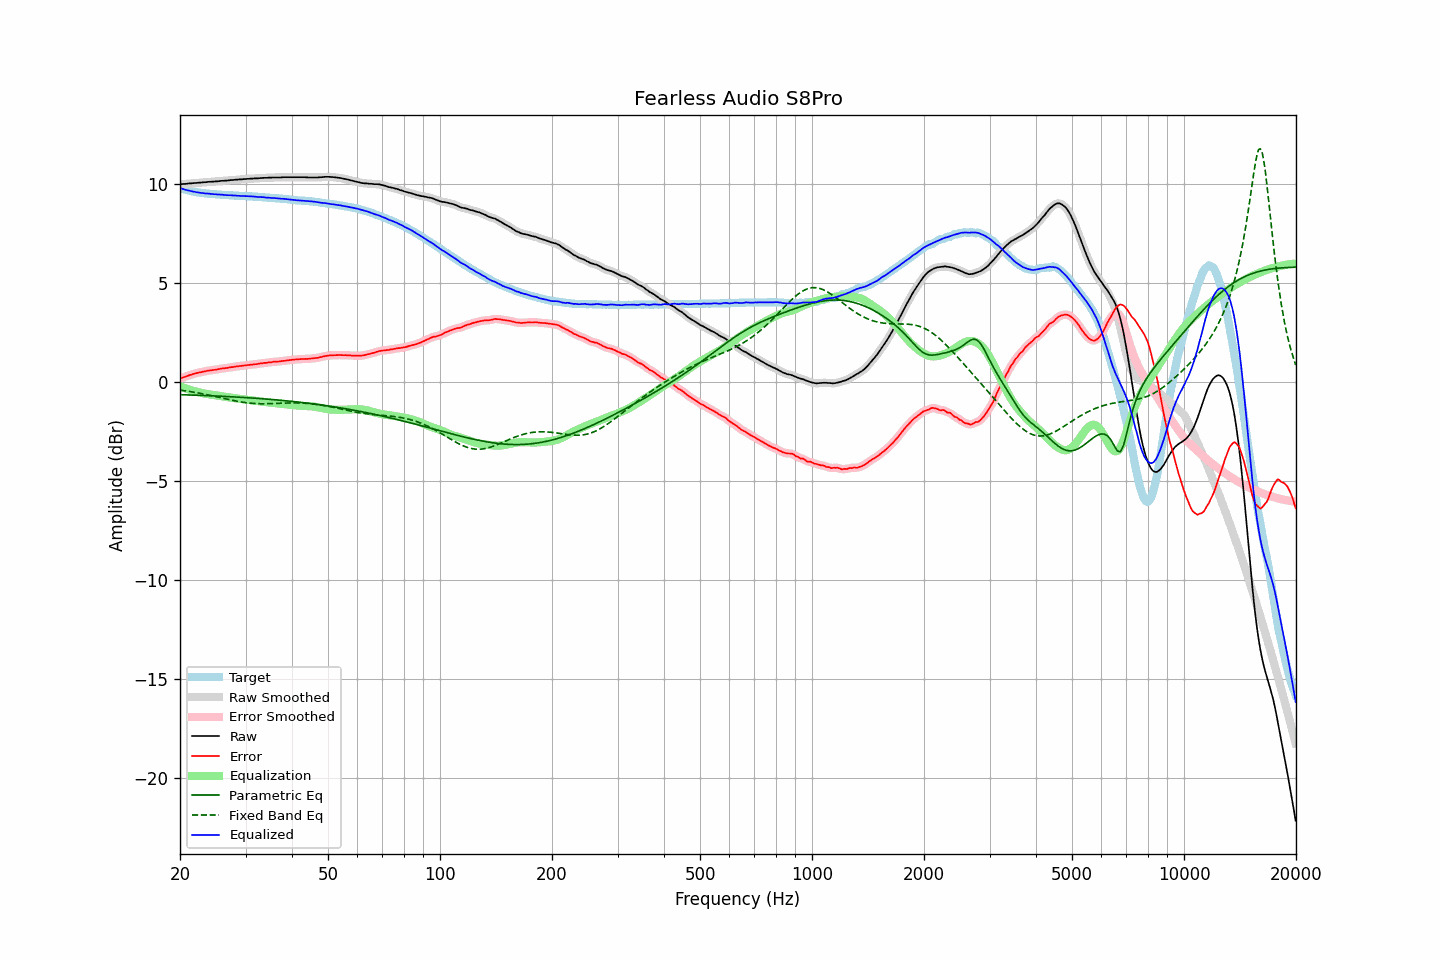 Fearless Audio S8Pro
Amplitude (dBr)
10
5
0
−5
−10
−15
−20
Target
Raw Smoothed
Error Smoothed
Raw
Error
Equalization
Parametric Eq
Fixed Band Eq
Equalized
20 50 100 200 500 1000 2000 5000 10000 20000
Frequency (Hz)